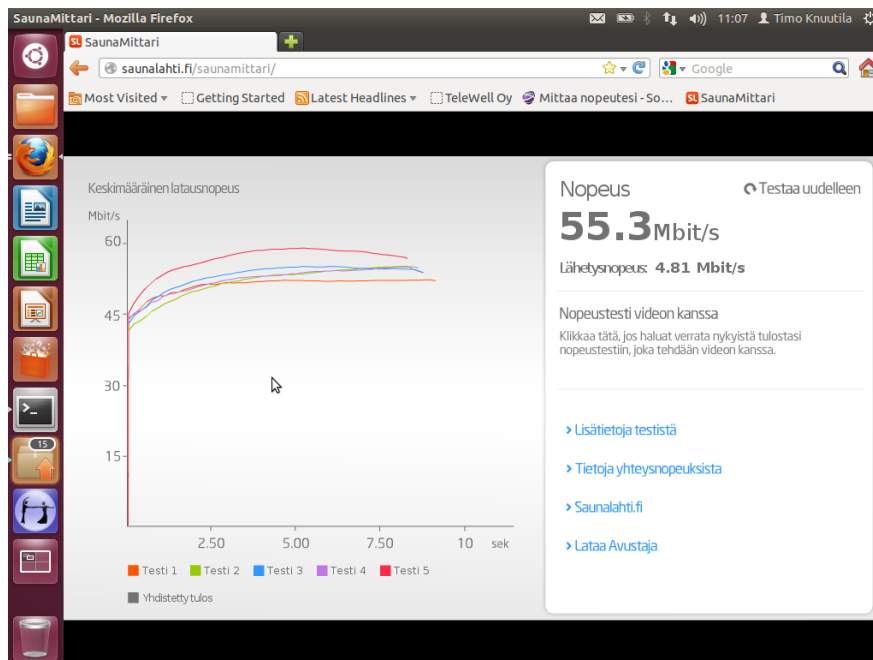 SaunaMittari - Mozilla Firefox
11:07
Timo Knuutila
SaunaMittari
saunalahti.fi/saunamittari/
Google
Most Visited
Getting Started
Latest Headlines
TeleWell Oy
Mittaa nopeutesi - So...
SaunaMittari
Keskimääräinen latausnopeus
Mbit/s
60
45
30
15
2.50
5.00
7.50
10
sek
Testi 1
Testi 2
Testi 3
Testi 4
Testi 5
Yhdistetty tulos
Nopeus
Testaa uudelleen
55.3Mbit/s
Lähetysnopeus: 4.81 Mbit/s
Nopeustesti videon kanssa
Klikkaa tätä, jos haluat verrata nykyistä tulostasi
nopeustestiin, joka tehdään videon kanssa.
Lisätietoja testistä
Tietoja yhteysnopeuksista
Saunalahti.fi
Lataa Avustaja
15